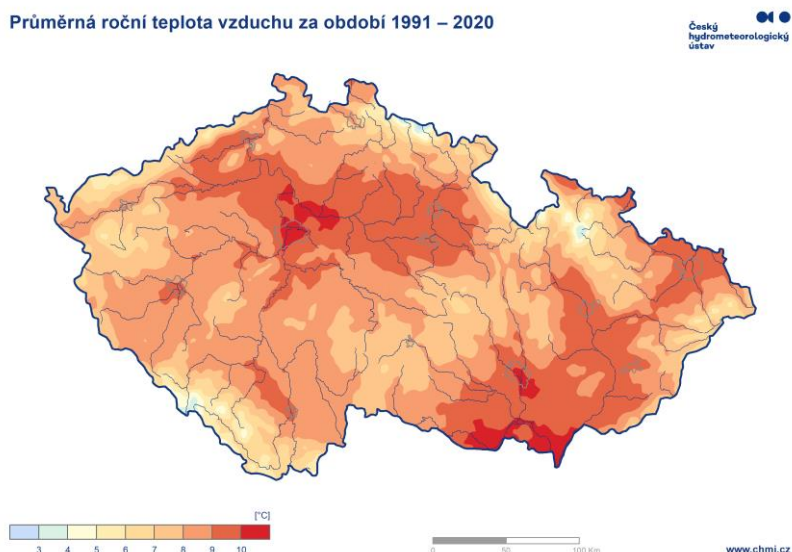 Průměrná roční teplota vzduchu za období 1991 – 2020
Český
hydrometeorologický
ústav
[°C]
3 4 5 6 7 8 9 10
0 50 100 Km
www.chmi.cz